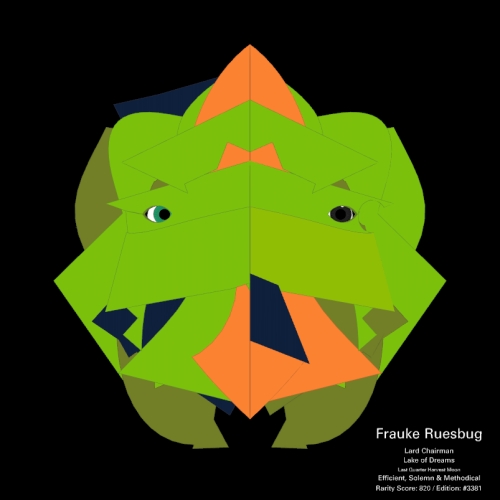 Frauke Ruesbug
Lard Chairman
Lake of Dreams
Last Quarter Harvest Moon
Efficient, Solemn & Methodical
Rarity Score: 820 / Edition: #3381